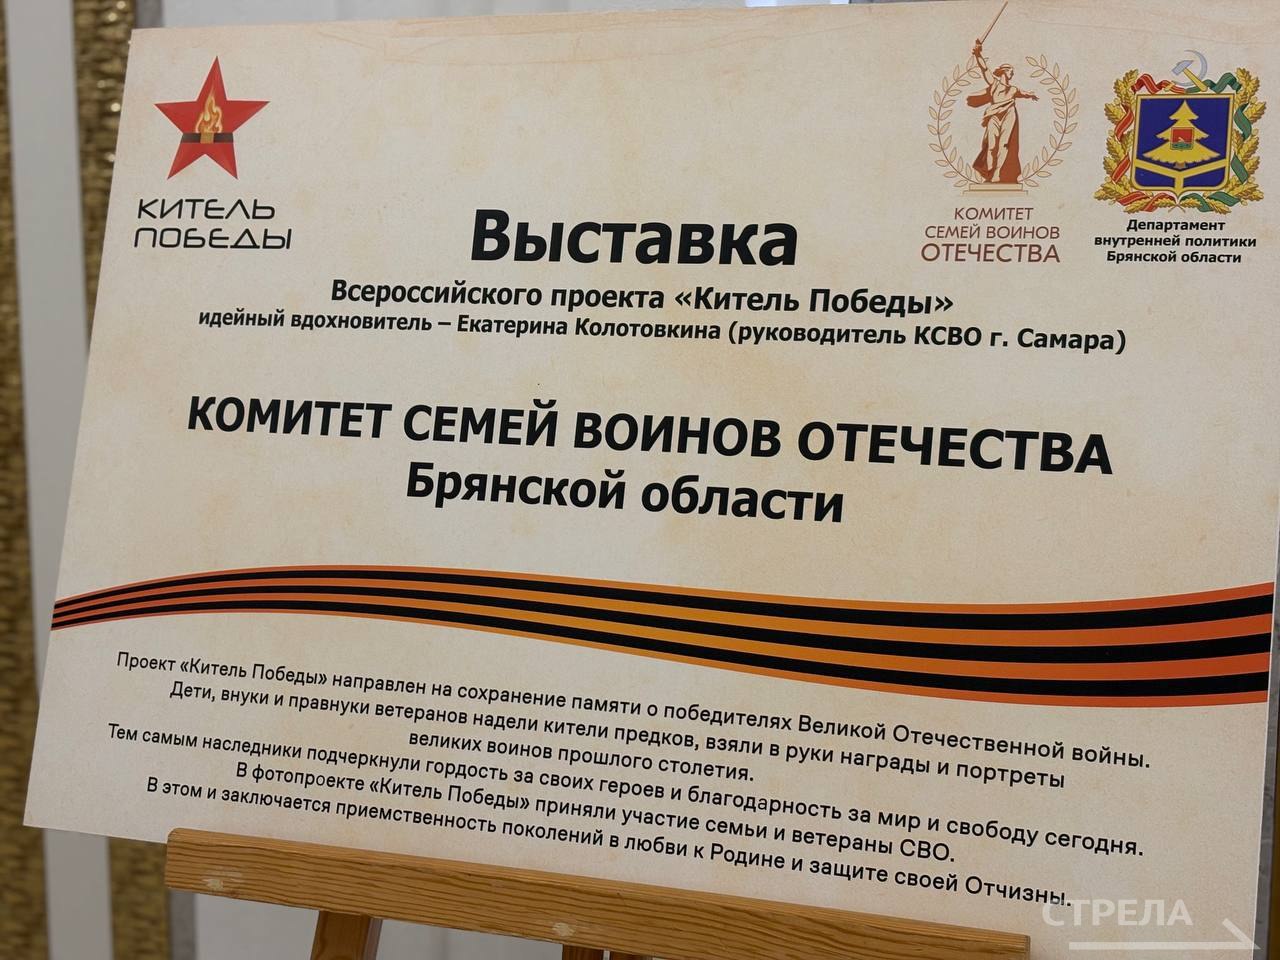 КИТЕЛЬ
ПОБЕДЫ
КОМИТЕТ
СЕМЕЙ ВОИНОВ
ОТЕЧЕСТВА
Департамент
внутренней политики
Брянской области
Выставка
Всероссийского проекта «Китель Победы»
идейный вдохновитель – Екатерина Колотовкина (руководитель КСВО г. Самара)
КОМИТЕТ СЕМЕЙ ВОИНОВ ОТЕЧЕСТВА
Брянской области
Проект «Китель Победы» направлен на сохранение памяти о победителях Великой Отечественной войны.
Дети, внуки и правнуки ветеранов надели кители предков, взяли в руки награды и портреты
великих воинов прошлого столетия.
Тем самым наследники подчеркнули гордость за своих героев и благодарность за мир и свободу сегодня.
В фотопроекте «Китель Победы» приняли участие семьи и ветераны СВО.
В этом и заключается приемственность поколений в любви к Родине и защите своей Отчизны.
СТРЕЛА